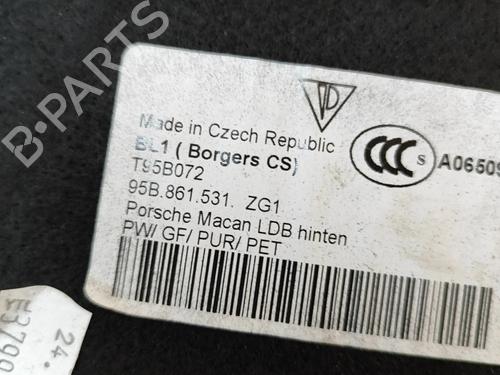 B-PARTS
Made in Czech Republic
BL1 ( Borgers CS)
T95B072
95B.861.531. ZG1
Porsche Macan LDB hinten
PW/ GF/ PUR/ PET
CCC S A06509
24.